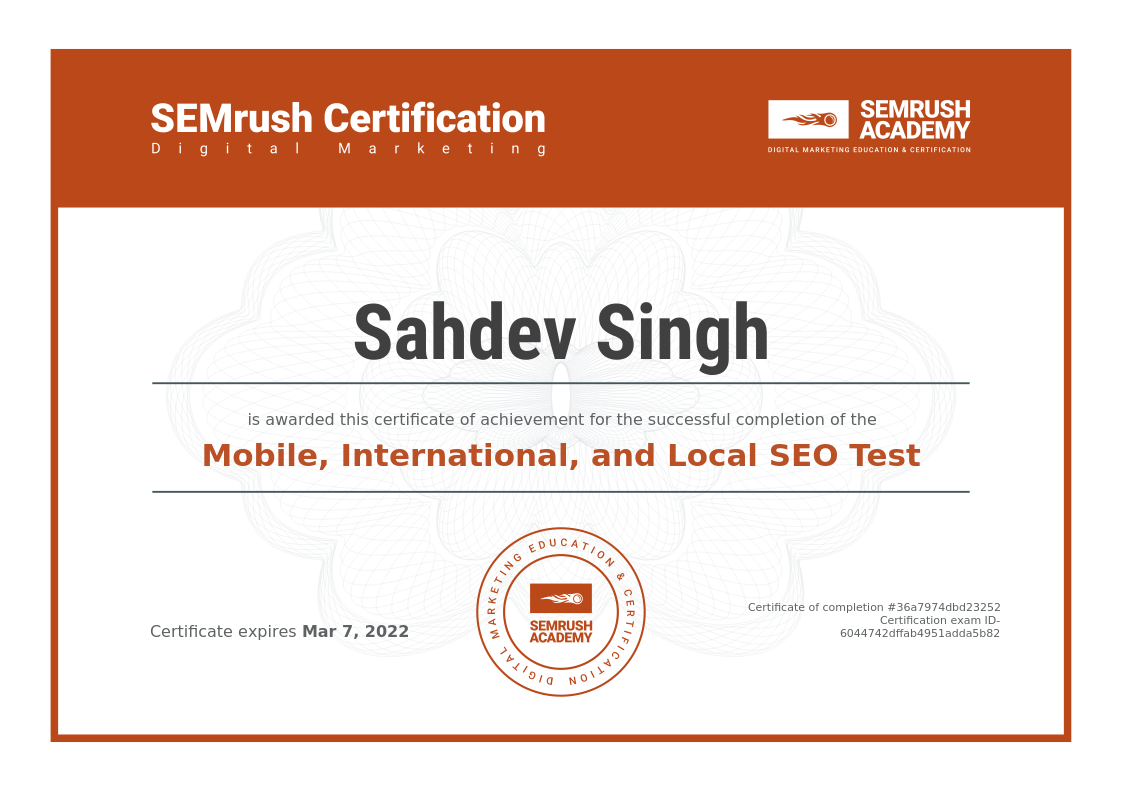 SEMrush Certification
Digital Marketing
SEMRUSH
ACADEMY
DIGITAL MARKETING EDUCATION & CERTIFICATION
Sahdev Singh
is awarded this certificate of achievement for the successful completion of the
Mobile, International, and Local SEO Test
Certificate expires Mar 7, 2022
DIGITAL MARKETING EDUCATION & CERTIFICATION
SEMRUSH
ACADEMY
Certificate of completion #36a7974dbd23252
Certification exam ID-
6044742dffab4951adda5b82